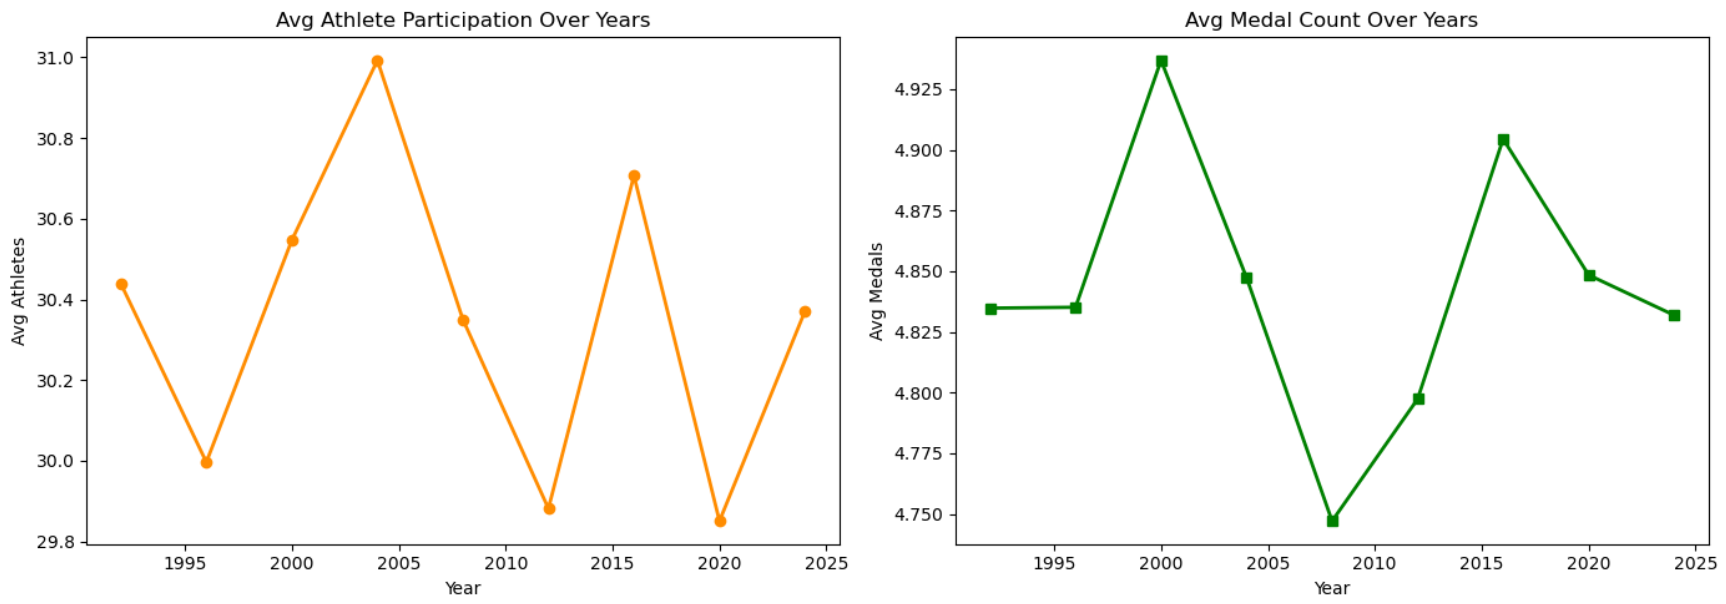 Avg Athlete Participation Over Years
31.0
30.8
30.6
30.4
30.2
30.0
29.8
Avg Athletes
1995 2000 2005 2010 2015 2020 2025
Year
Avg Medal Count Over Years
4.925
4.900
4.875
4.850
4.825
4.800
4.775
4.750
Avg Medals
1995 2000 2005 2010 2015 2020 2025
Year